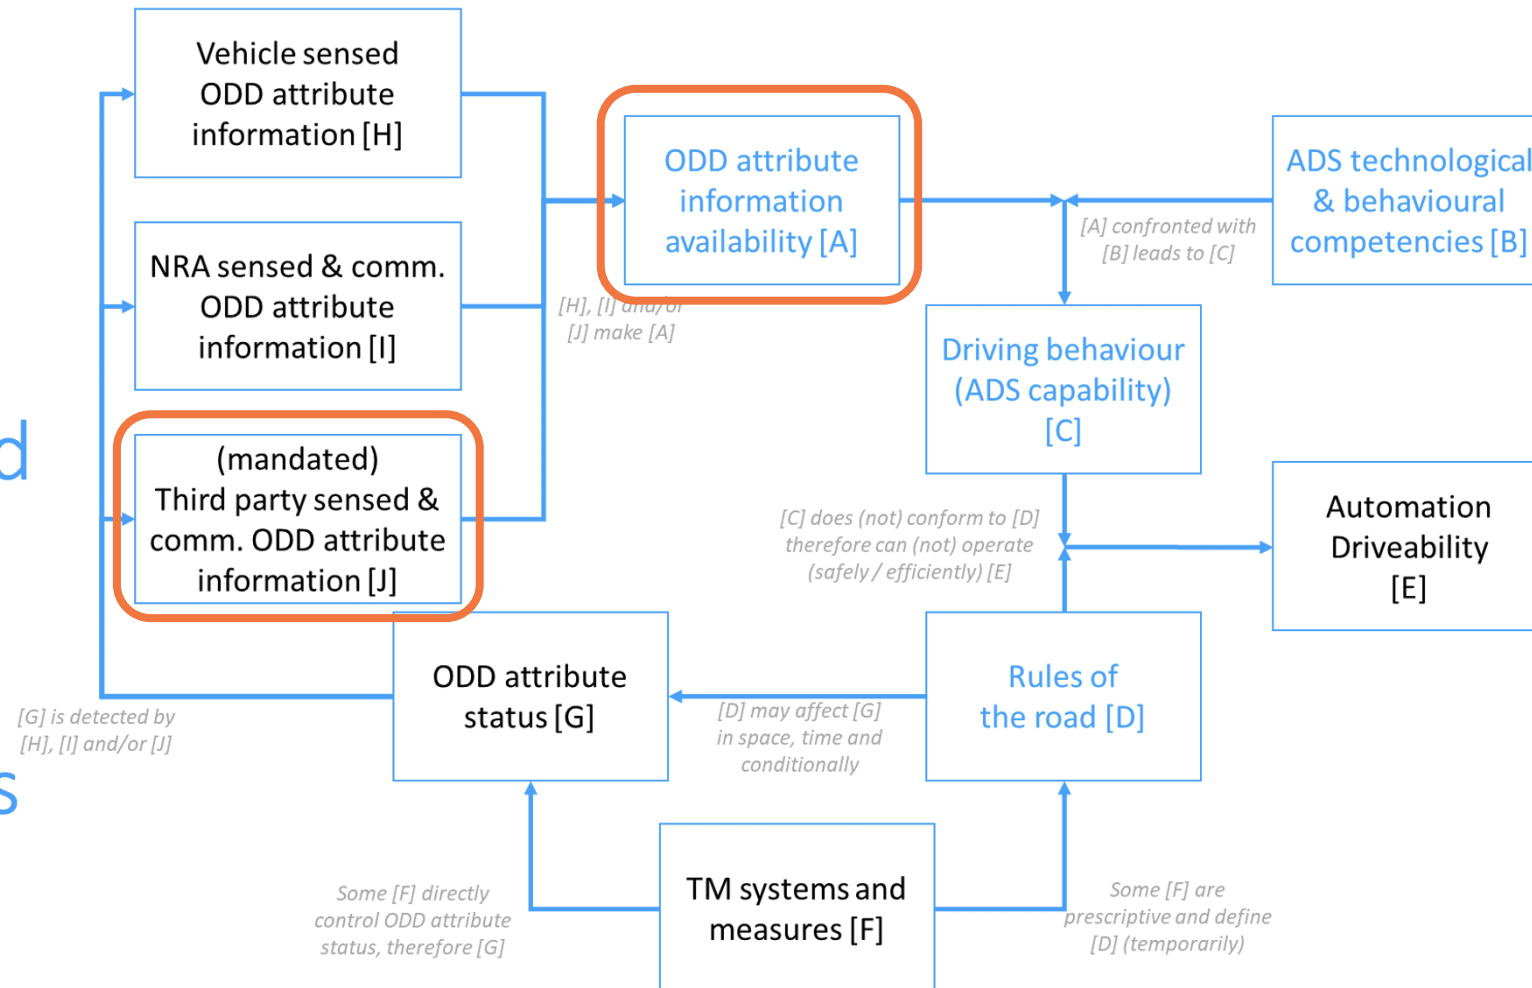 Vehicle sensed
ODD attribute
information [H]
NRA sensed & comm.
ODD attribute
information [I]
(mandated)
Third party sensed &
comm. ODD attribute
information [J]
ODD attribute
information
availability [A]
[H], [I] and/or
[J] make [A]
ADS technological
& behavioural
competencies [B]
[A] confronted with
[B] leads to [C]
Driving behaviour
(ADS capability)
[C]
[C] does (not) conform to [D]
therefore can (not) operate
(safely / efficiently) [E]
Automation
Driveability
[E]
d
s
ODD attribute
status [G]
[G] is detected by
[H], [I] and/or [J]
[D] may affect [G]
in space, time and
conditionally
Rules of
the road [D]
Some [F] directly
control ODD attribute
status, therefore [G]
TM systems and
measures [F]
Some [F] are
prescriptive and define
[D] (temporarily)